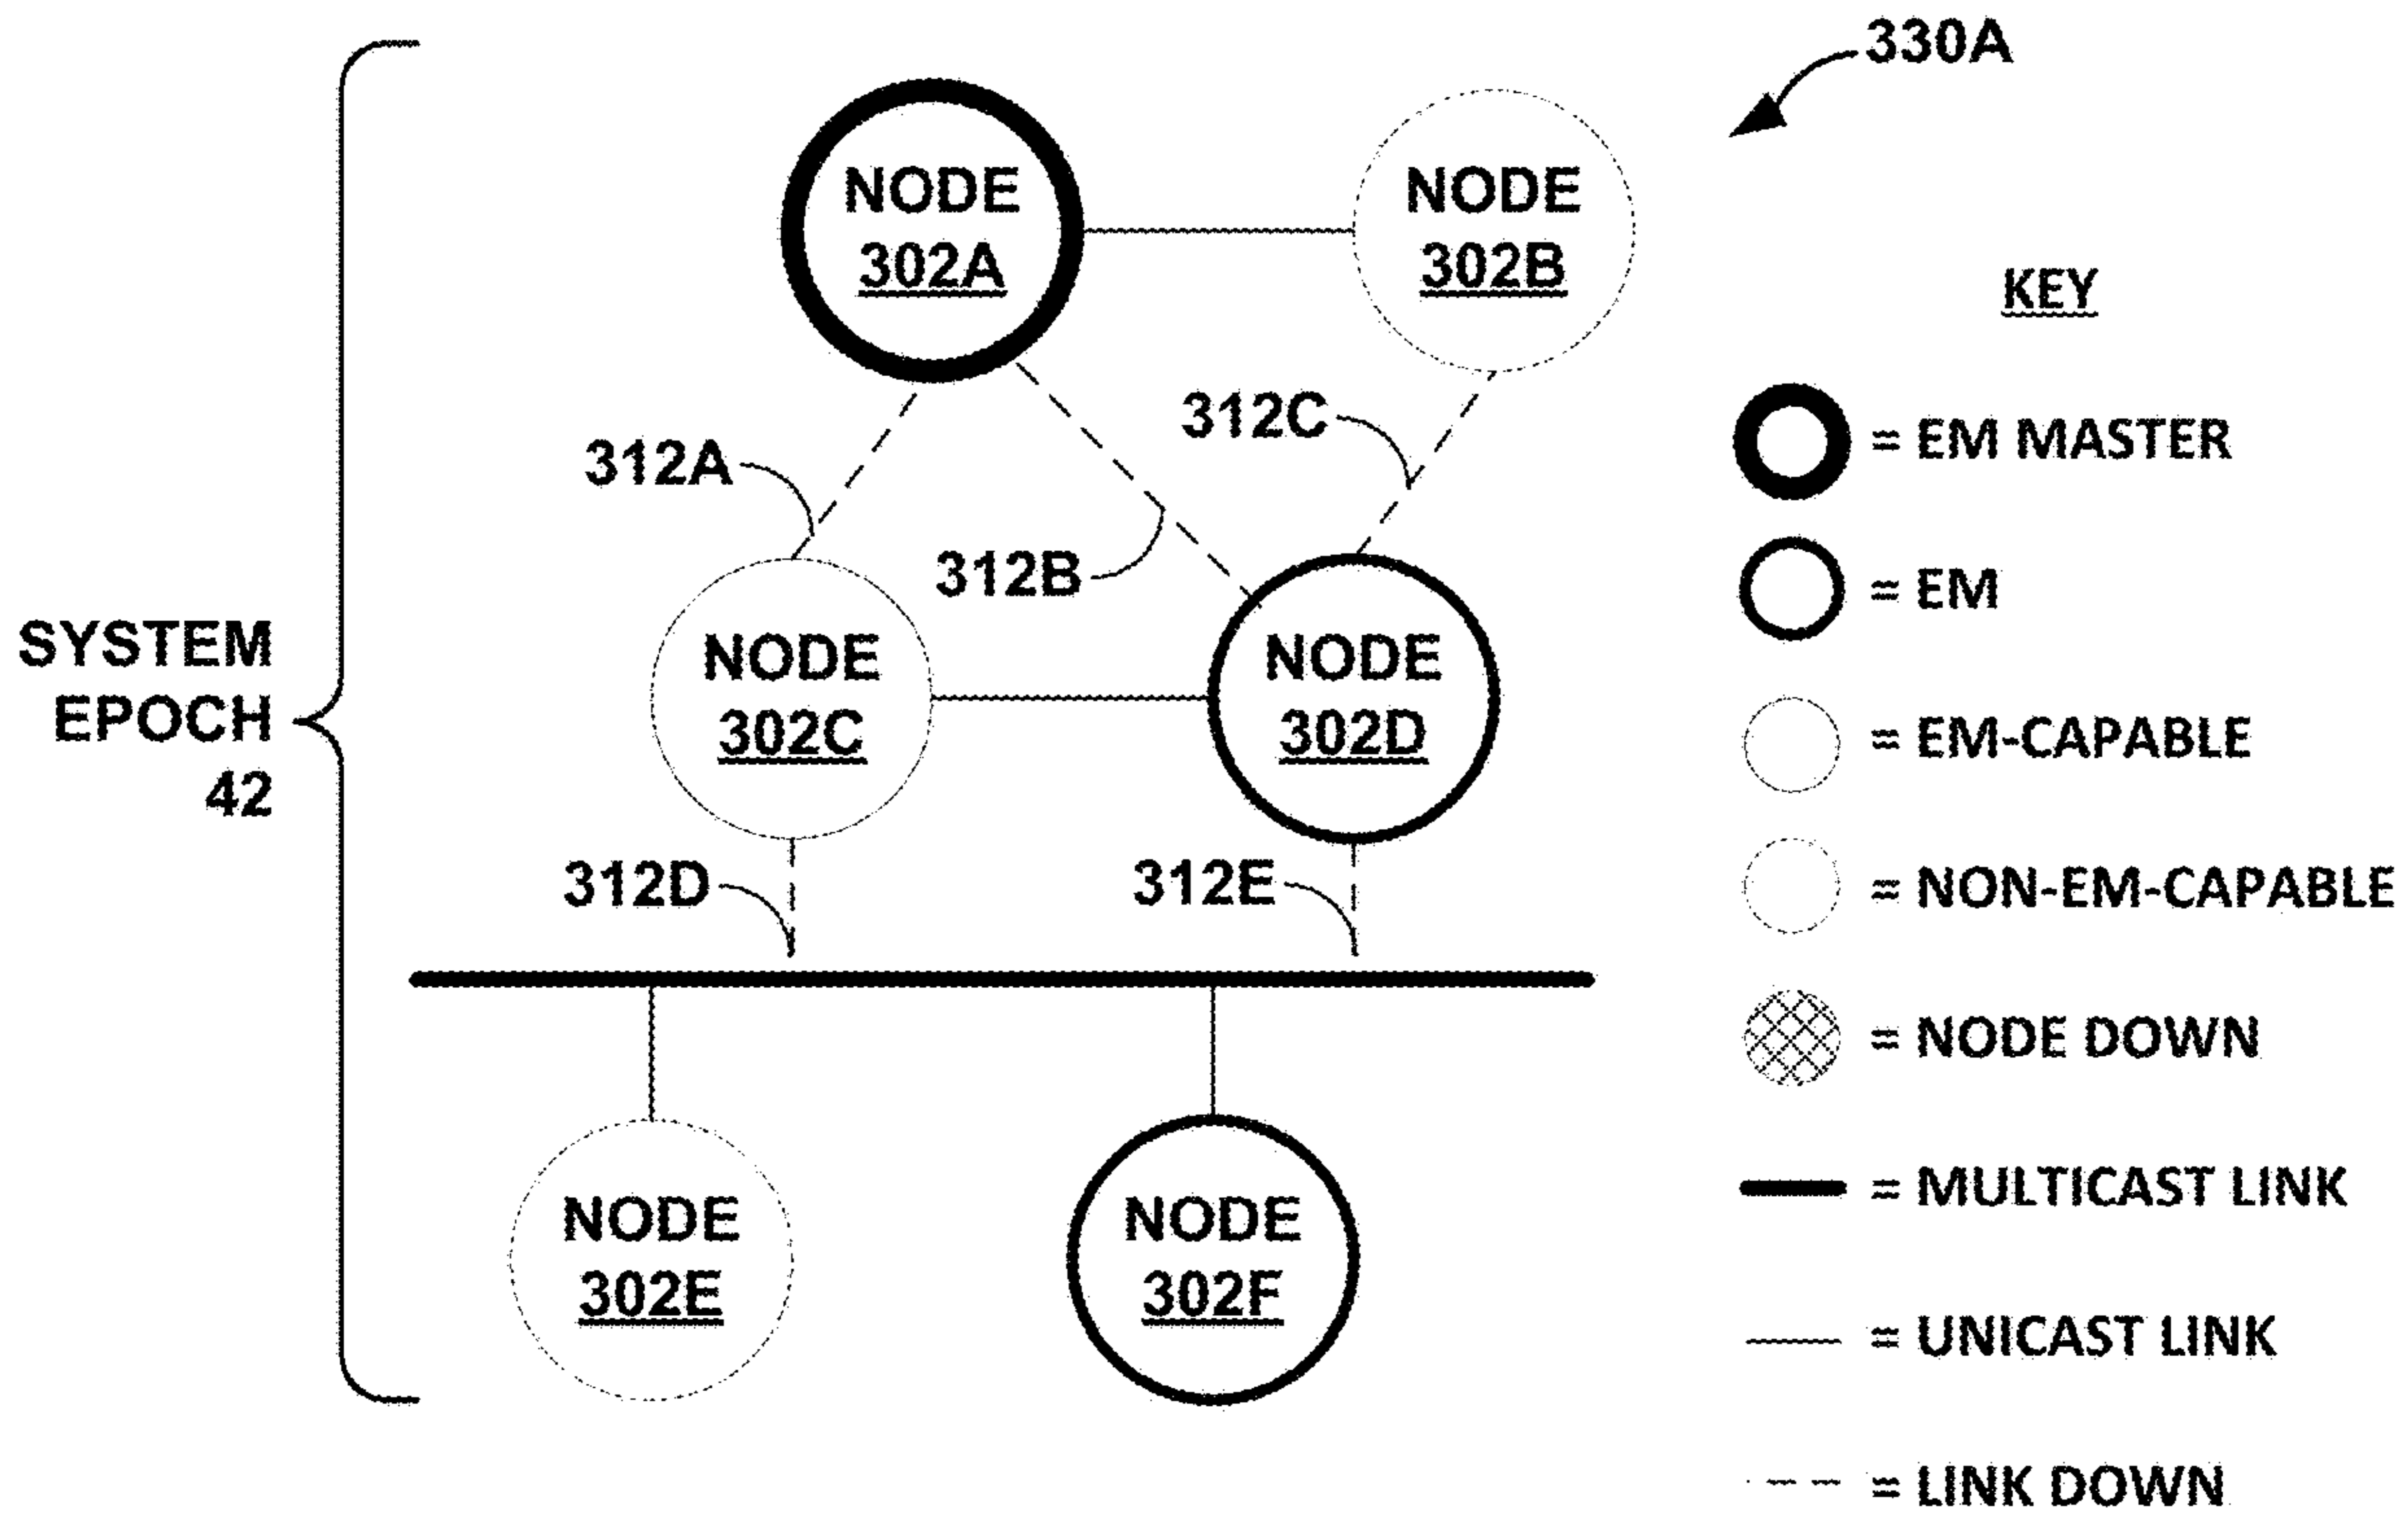 330A
NODE
302A
NODE
302B
KEY
312C
312A
= EM MASTER
312B
= EM
SYSTEM
EPOCH
42
NODE
302C
NODE
302D
= EM-CAPABLE
312D
312E
= NON-EM-CAPABLE
= NODE DOWN
NODE
302E
NODE
302F
= MULTICAST LINK
= UNICAST LINK
= LINK DOWN